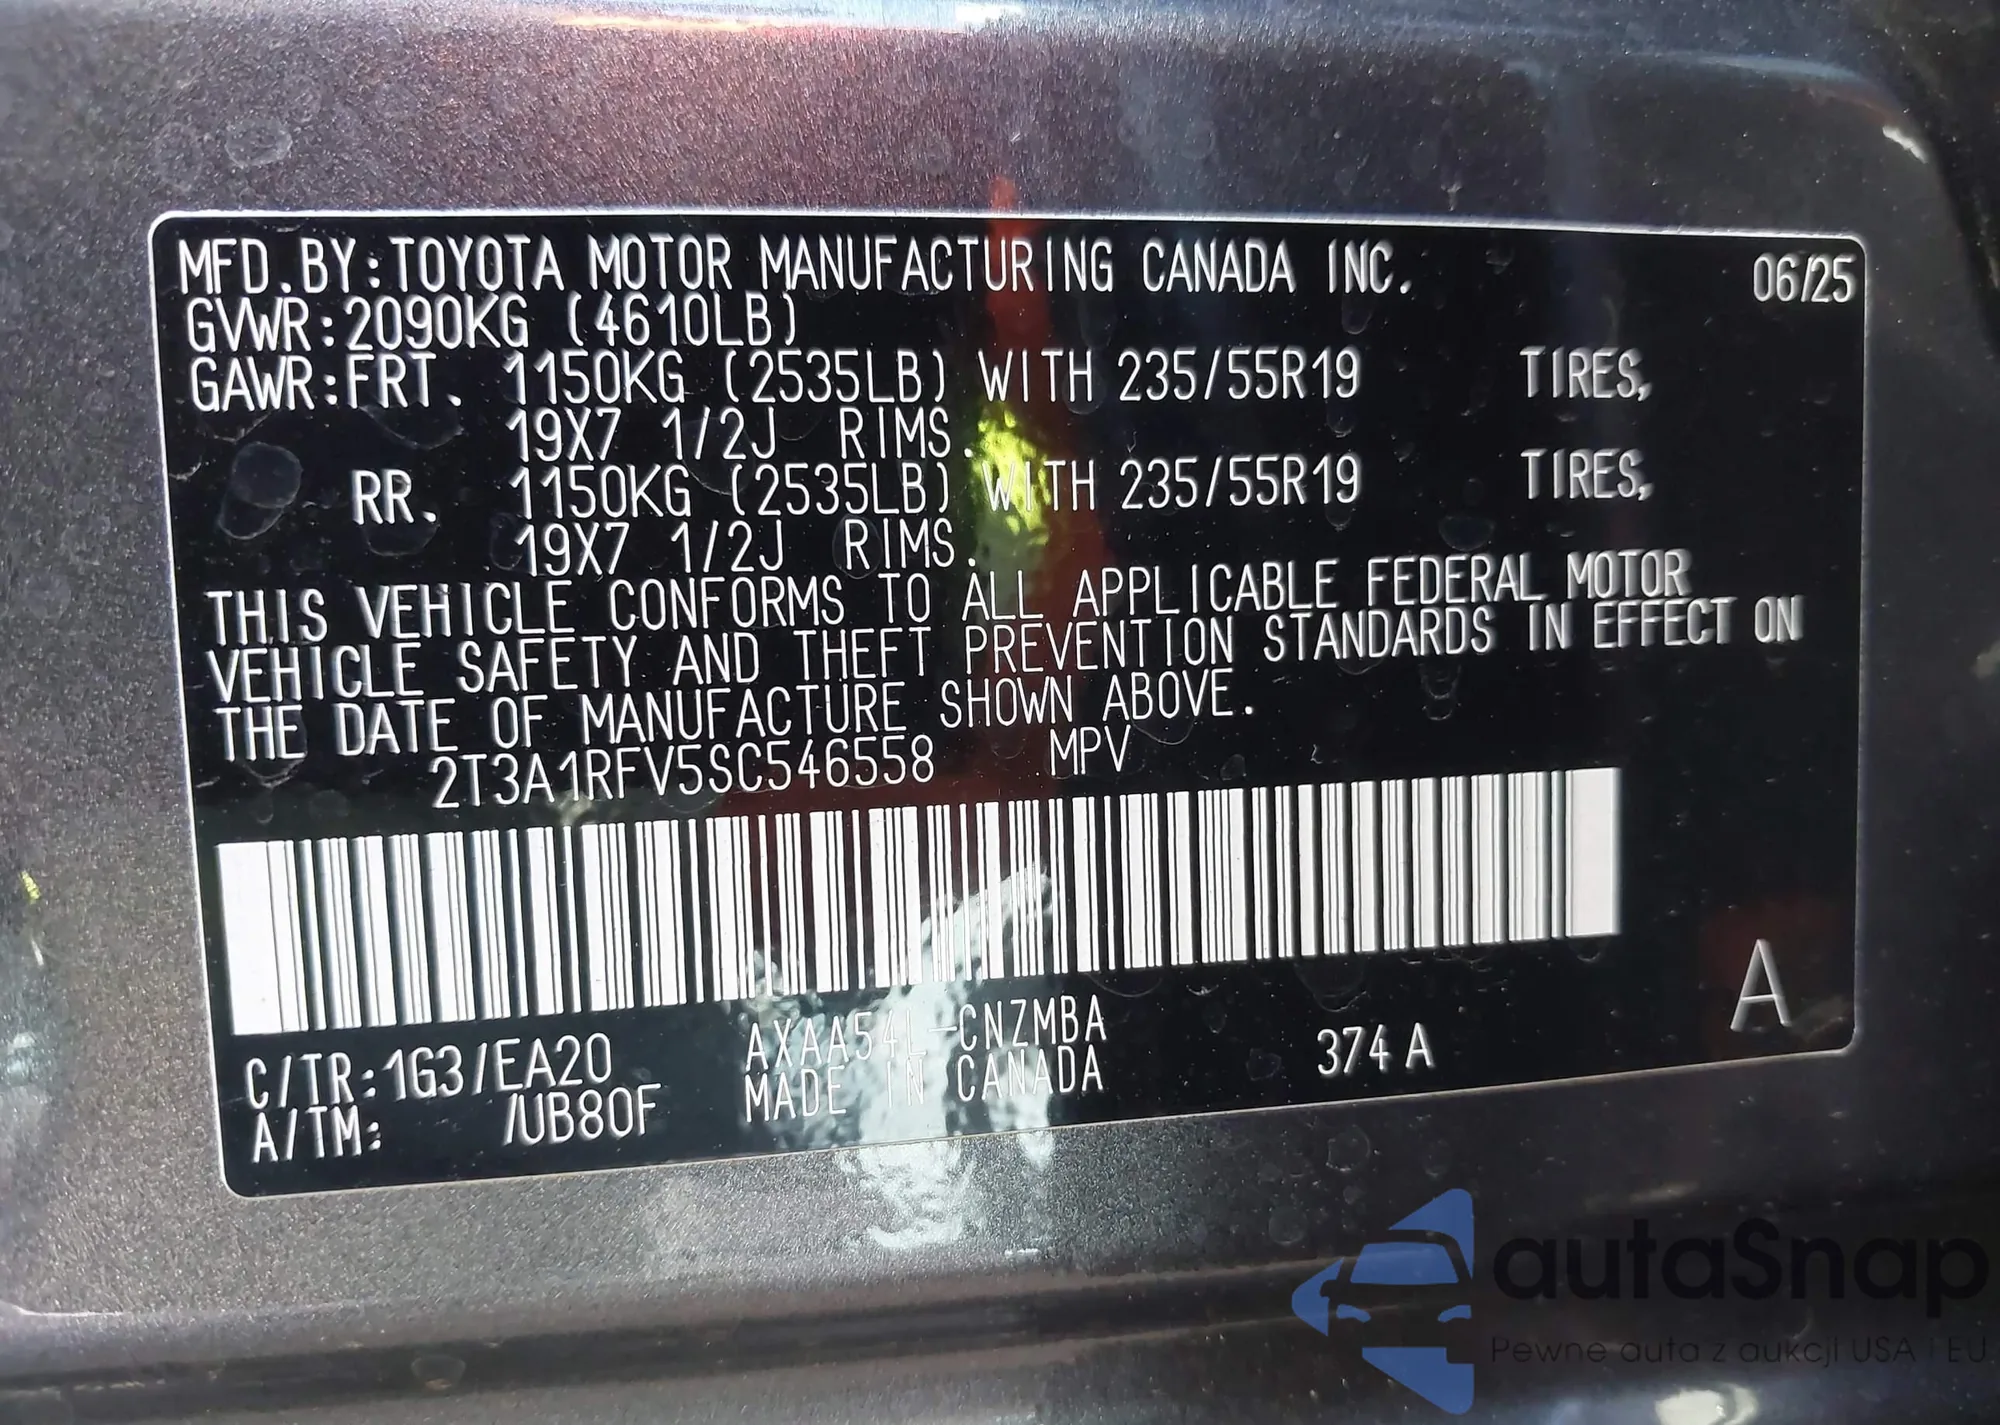 MFD.BY:TOYOTA MOTOR MANUFACTURING CANADA INC. 06/25
GVWR:2090KG (4610LB)
GAWR:FRT. 1150KG (2535LB) WITH 235/55R19 TIRES,
19X7 1/2J RIMS.
RR. 1150KG (2535LB) WITH 235/55R19 TIRES,
19X7 1/2J RIMS.
THIS VEHICLE CONFORMS TO ALL APPLICABLE FEDERAL MOTOR
VEHICLE SAFETY AND THEFT PREVENTION STANDARDS IN EFFECT ON
THE DATE OF MANUFACTURE SHOWN ABOVE.
2T3A1RFV5SC546558 MPV
A
C/TR:1G3/EA20 AXAA54L-CNZMBA 374 A
A/TM: /UB80F MADE IN CANADA
autaSnap
Pewne auta z aukcji USA i EU